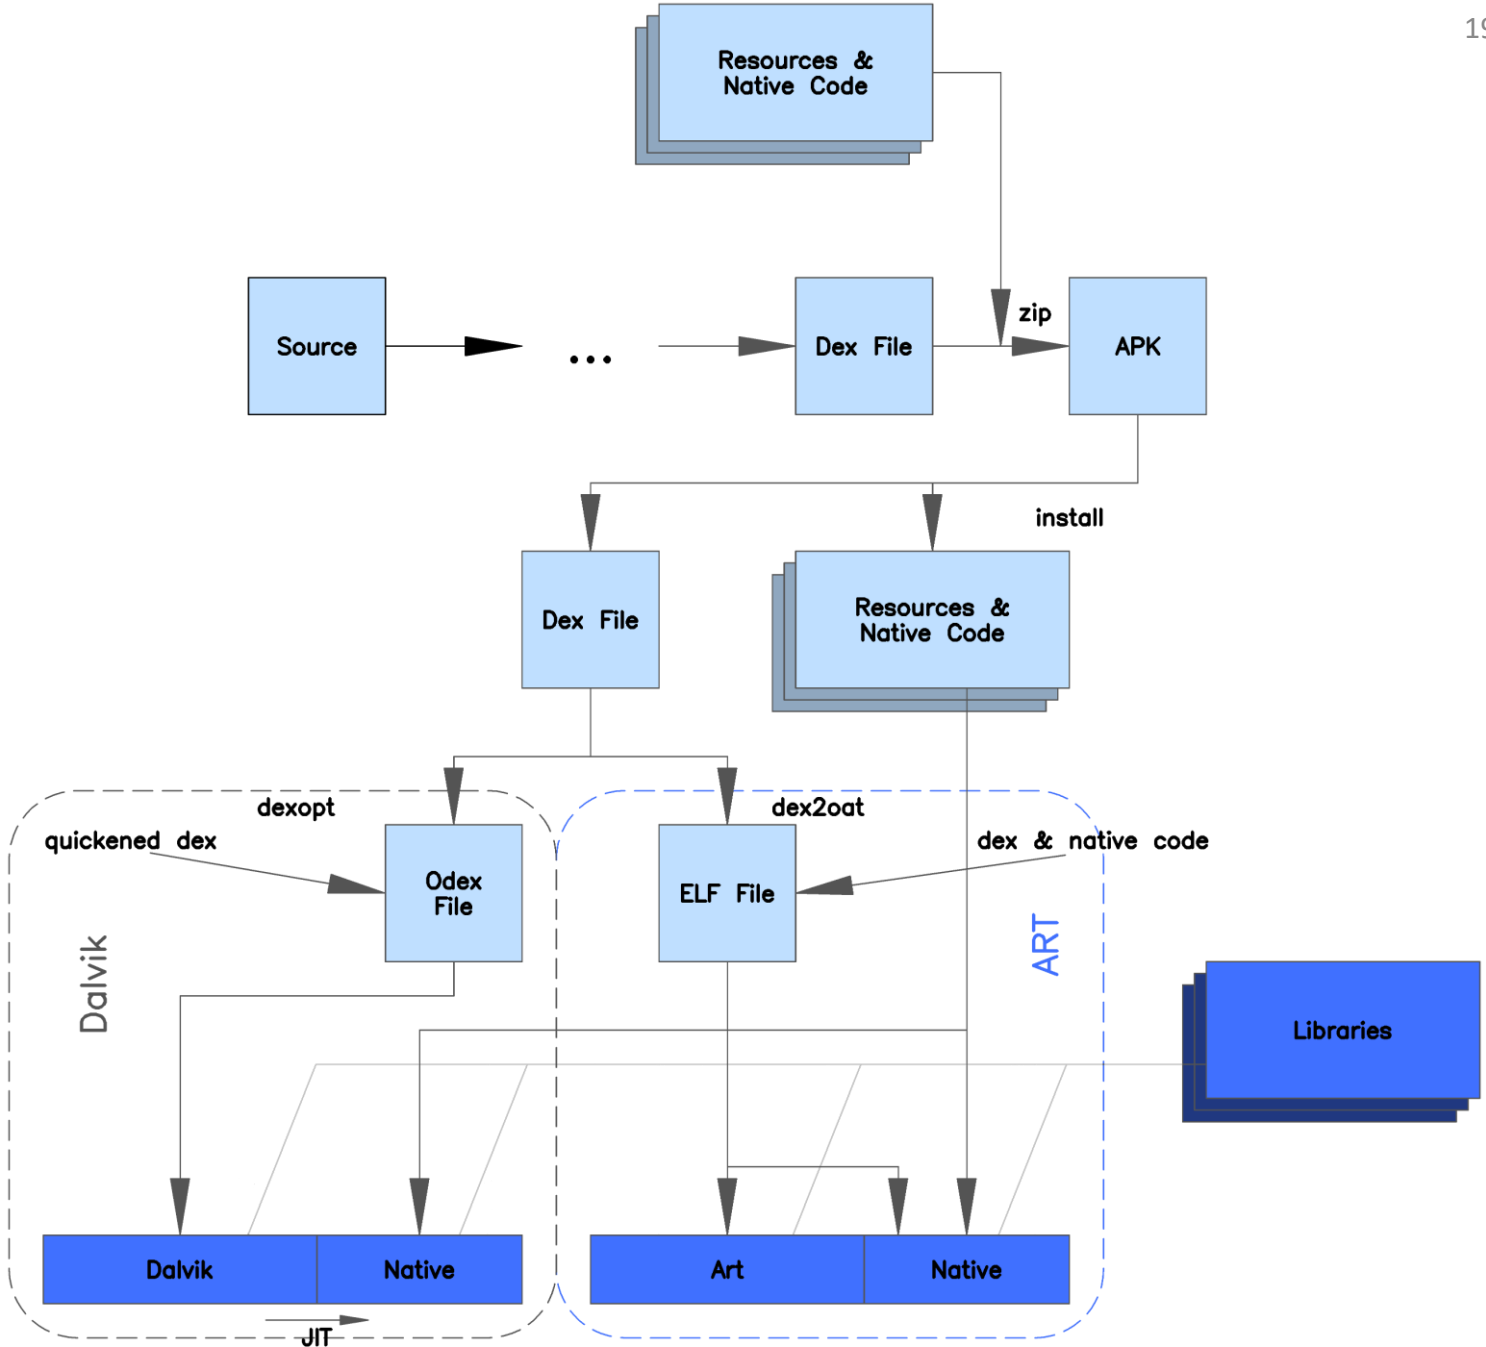 19
Resources &
Native Code
zip
Source
...
Dex File
APK
install
Dex File
Resources &
Native Code
dexopt
dex2oat
quickened dex
dex & native code
Odex
File
ELF File
Dalvik
ART
Libraries
Dalvik
Native
Art
Native
JIT